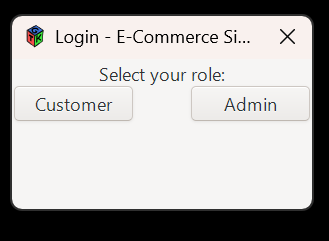 Login - E-Commerce Si...
Select your role:
Customer
Admin